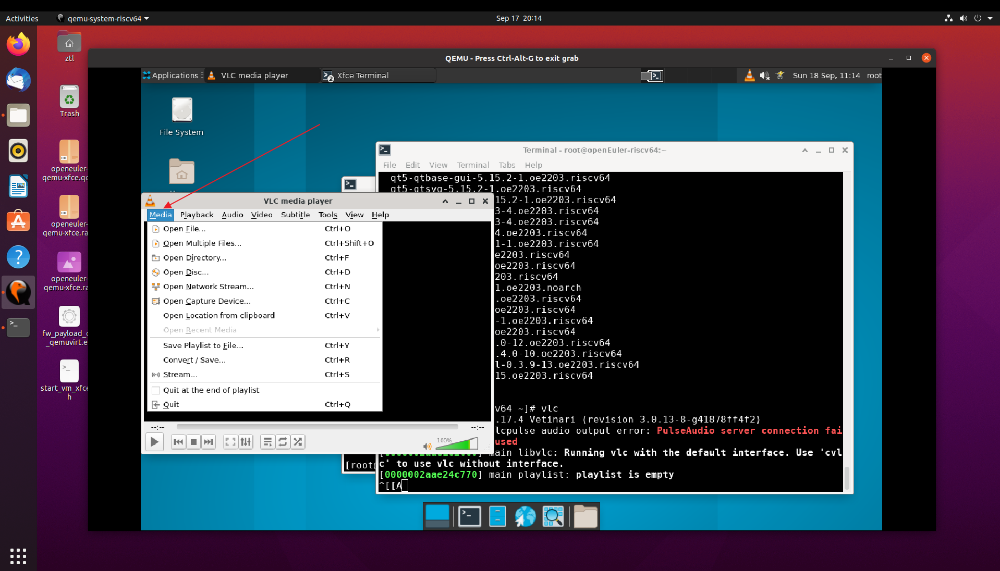 Activities
qemu-system-riscv64
Sep 17 20:14
ztl
Trash
openeuler-
qemu-xfce.qc
openeuler-
qemu-xfce.ra
openeuler-
qemu-xfce.ra
fw_payload_o
_qemuvirt.e
start_vm_xfce
h
QEMU - Press Ctrl-Alt-G to exit grab
Applications
VLC media player
2
Xfce Terminal
Sun 18 Sep, 11:14
root
File System
Terminal - root@openEuler-riscv64:~
File Edit View Terminal Tabs Help
qt5-qtbase-gui-5.15.2-1.oe2203.riscv64
qt5-qtsvg-5.15.2-1.oe2203.riscv64
15.2-1.oe2203.riscv64
3-4.oe2203.riscv64
3-4.oe2203.riscv64
4.oe2203.riscv64
1-1.oe2203.riscv64
e2203.riscv64
oe2203.riscv64
203.riscv64
1.oe2203.noarch
.oe2203.riscv64
oe2203.riscv64
-1.oe2203.riscv64
oe2203.riscv64
.0-12.oe2203.riscv64
.4.0-10.oe2203.riscv64
l-0.3.9-13.oe2203.riscv64
15.oe2203.riscv64
v64 ~]# vlc
.17.4 Vetinari (revision 3.0.13-8-g41878ff4f2)
lcpulse audio output error: PulseAudio server connection fai
used
main libvlc: Running vlc with the default interface. Use 'cvl
c' to use vlc without interface.
[0000002aae24c770] main playlist: playlist is empty
^[[A
[root@
VLC media player
Media Playback Audio Video Subtitle Tools View Help
Open File... Ctrl+O
Open Multiple Files... Ctrl+Shift+O
Open Directory... Ctrl+F
Open Disc... Ctrl+D
Open Network Stream... Ctrl+N
Open Capture Device... Ctrl+C
Open Location from clipboard Ctrl+V
Open Recent Media
Save Playlist to File... Ctrl+Y
Convert / Save... Ctrl+R
Stream... Ctrl+S
Quit at the end of playlist
Quit Ctrl+Q
--:-- --:--
100%